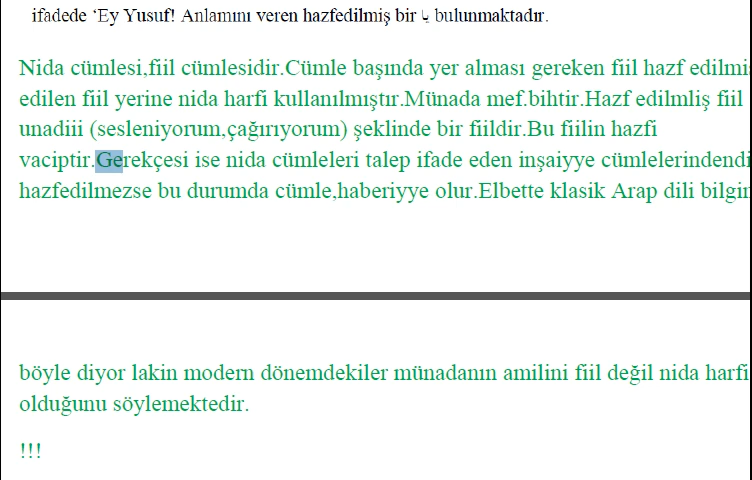 ifadede ‘Ey Yusuf! Anlamını veren hazfedilmiş bir يا bulunmaktadır.
Nida cümlesi,fiil cümlesidir.Cümle başında yer alması gereken fiil hazf
edilen fiil yerine nida harfi kullanılmıştır.Münada mef.bihtir.Hazf edilmliş fiil
unadiii (sesleniyorum,çağırıyorum) şeklinde bir fiildir.Bu fiilin hazfi
vaciptir.Gerekçesi ise nida cümleleri talep ifade eden inşaiyye
hazfedilmezse bu durumda cümle,haberiyye olur.Elbette klasik Arap dili
böyle diyor lakin modern dönemdekiler münadanın amilini fiil değil nida harfi
olduğunu söylemektedir.
!!!